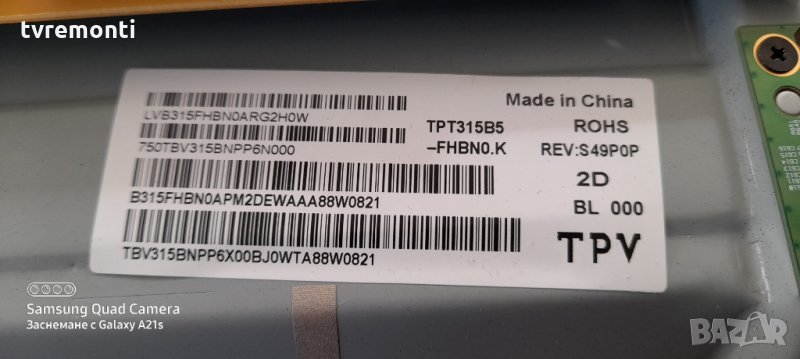 tvremonti
LVB315FHBN0ARG2H0W
750TBV315BNPP6N000
TPT315B5
-FHBN0.K
Made in China
ROHS
REV:S49P0P
2D
BL 000
B315FHBN0APM2DEWAAA88W0821
TBV315BNPP6X00BJ0WTA88W0821
TPV
Samsung Quad Camera
Заснемане с Galaxy A21s
BAZAR